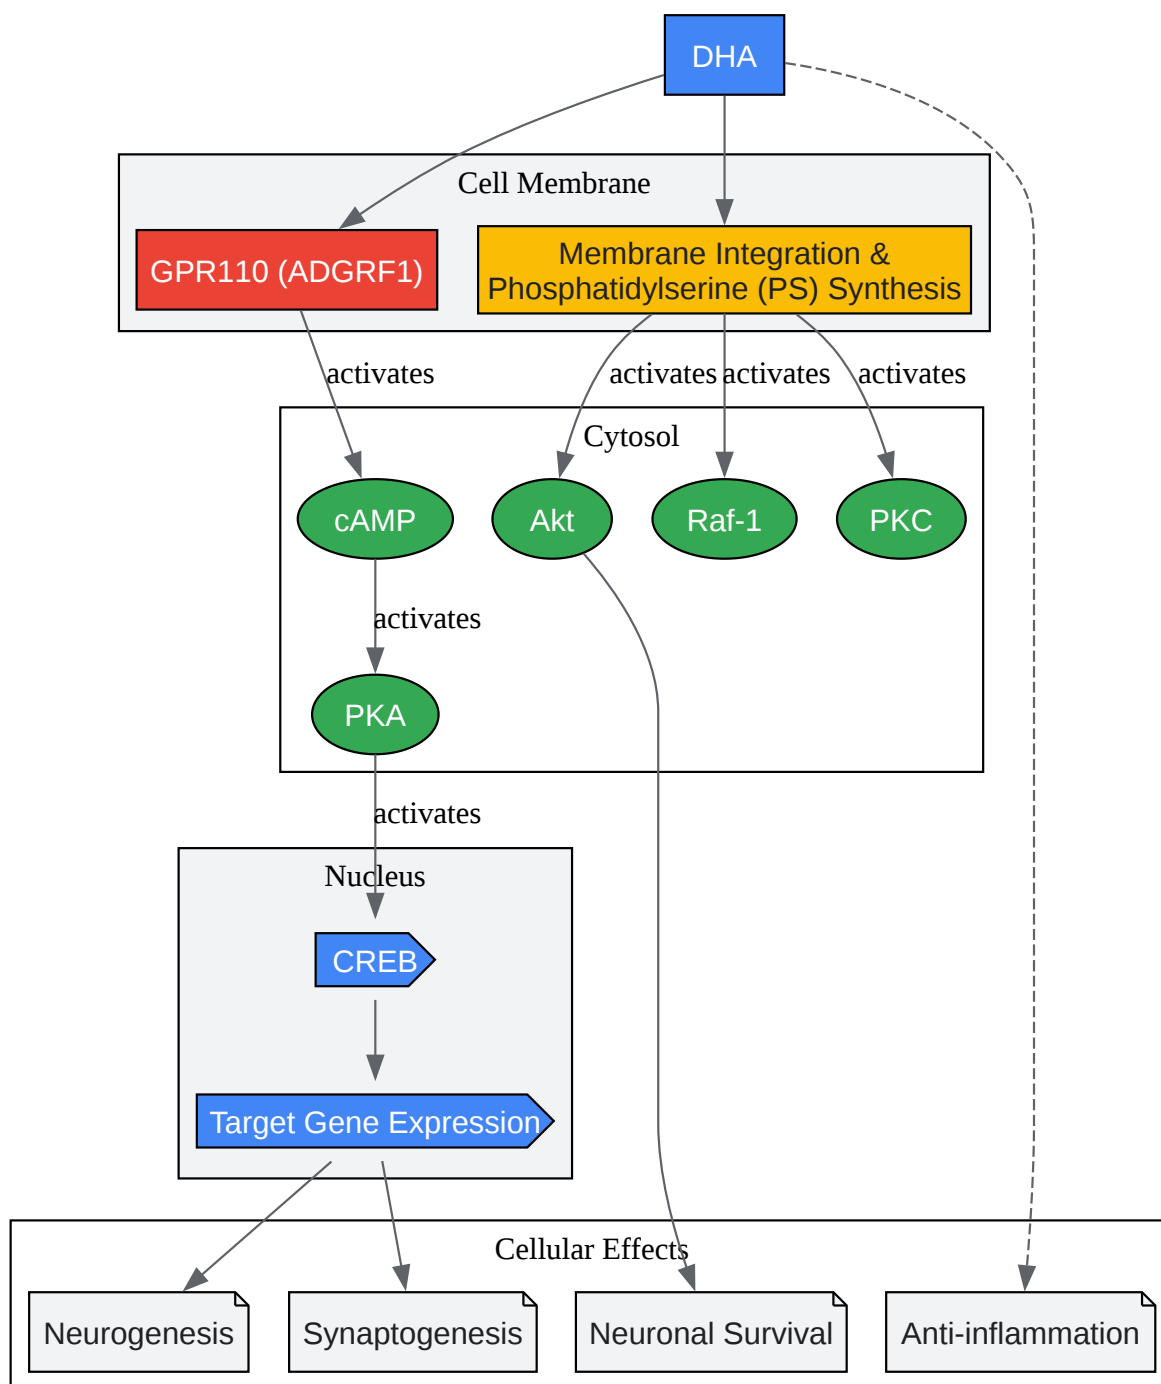 DHA
Cell Membrane
GPR110 (ADGRF1)
Membrane Integration &
Phosphatidylserine (PS) Synthesis
activates
activates
activates
activates
Cytosol
cAMP
Akt
Raf-1
PKC
activates
PKA
activates
Nucleus
CREB
Target Gene Expression
Cellular Effects
Neurogenesis
Synaptogenesis
Neuronal Survival
Anti-inflammation